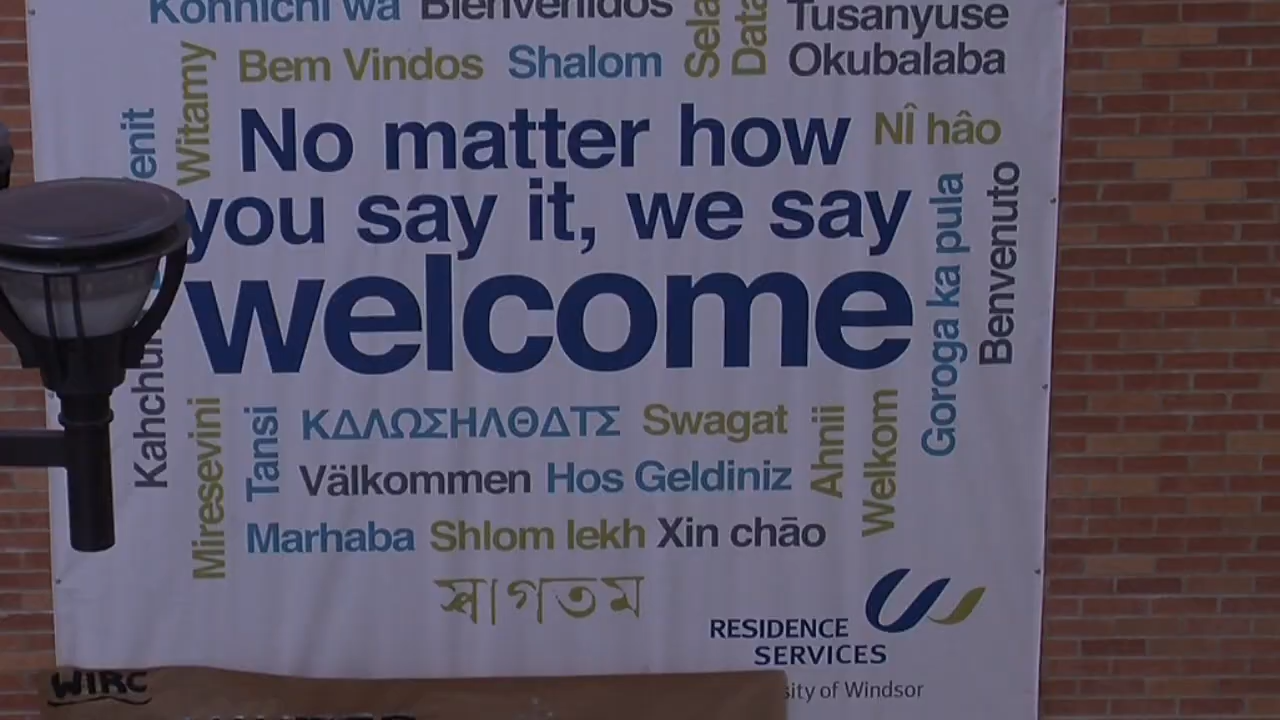 Konnichi wa Bienvenidos
Tusanyuse
Okubalaba
Bem Vindos Shalom
Witamy
No matter how
NÎ hâo
you say it, we say
welcome
Goroga ka pula
Benvenuto
Miresevini
Tansi
ΚΔΛΩΣΗΛΘΔΤΣ Swagat
Ahnii
Welkom
Välkommen Hos Geldiniz
Marhaba Shlom lekh Xin chāo
স্বাগতম
RESIDENCE
SERVICES
of Windsor
WIRC